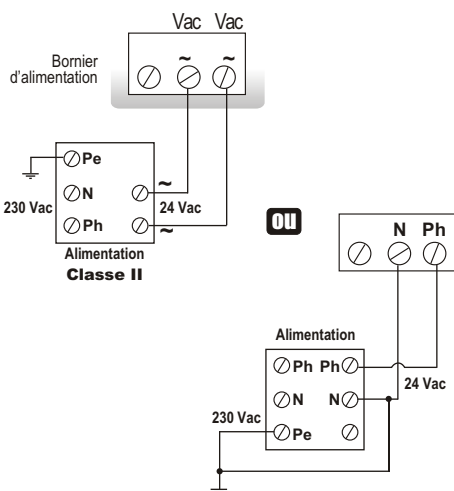 Vac Vac
Bornier
d'alimentation
~ ~
Pe
N
Ph
230 Vac
~
24 Vac
~
Alimentation
Classe II
ou
N Ph
Alimentation
Ph Ph
N N
Pe
230 Vac
24 Vac